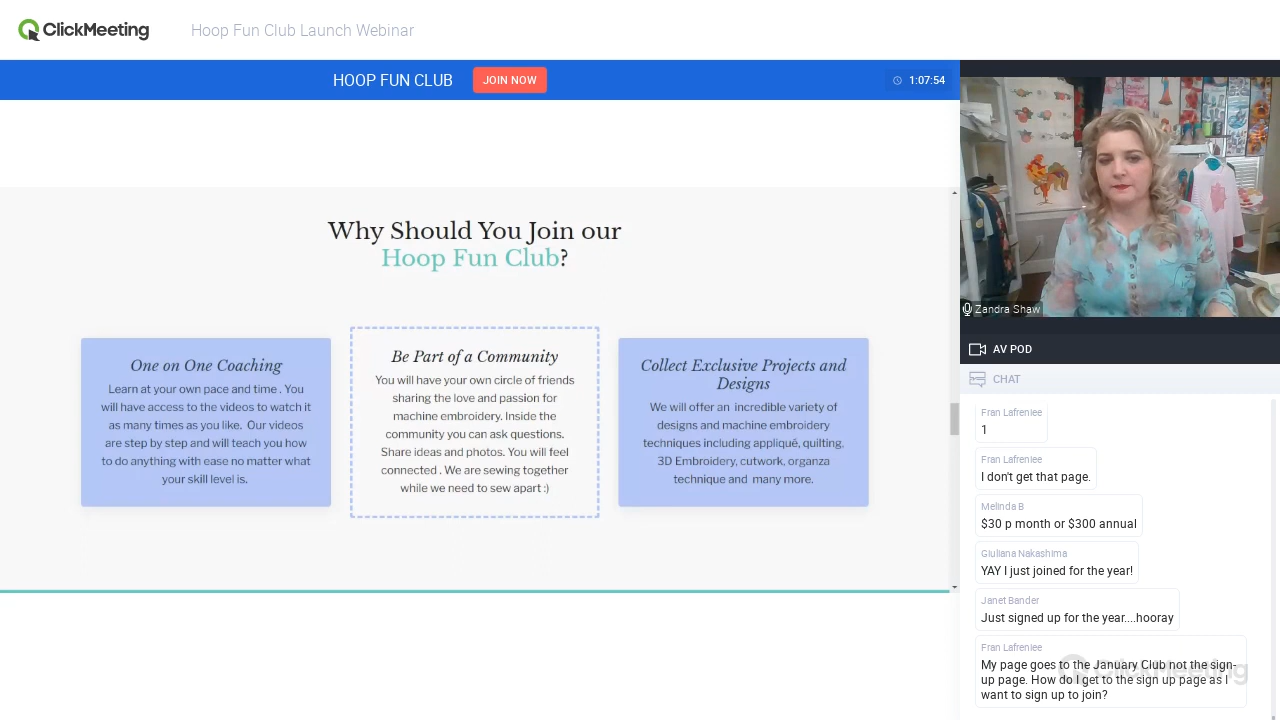 ClickMeeting
Hoop Fun Club Launch Webinar
HOOP FUN CLUB
JOIN NOW
1:07:54
Why Should You Join our
Hoop Fun Club?
One on One Coaching
Learn at your own pace and time . You
will have access to the videos to watch it
as many times as you like. Our videos
are step by step and will teach you how
to do anything with ease no matter what
your skill level is.
Be Part of a Community
You will have your own circle of friends
sharing the love and passion for
machine embroidery. Inside the
community you can ask questions.
Share ideas and photos. You will feel
connected . We are sewing together
while we need to sew apart :)
Collect Exclusive Projects and
Designs
We will offer an incredible variety of
designs and machine embroidery
techniques including appliqué, quilting,
3D Embroidery, cutwork, organza
technique and many more.
Zandra Shaw
AV POD
CHAT
Fran Lafreniee
1
Fran Lafreniee
I don't get that page.
Melinda B
$30 p month or $300 annual
Giuliana Nakashima
YAY I just joined for the year!
Janet Bander
Just signed up for the year....hooray
Fran Lafreniee
My page goes to the January Club not the sign-
up page. How do I get to the sign up page as I
want to sign up to join?
ClickMeeting